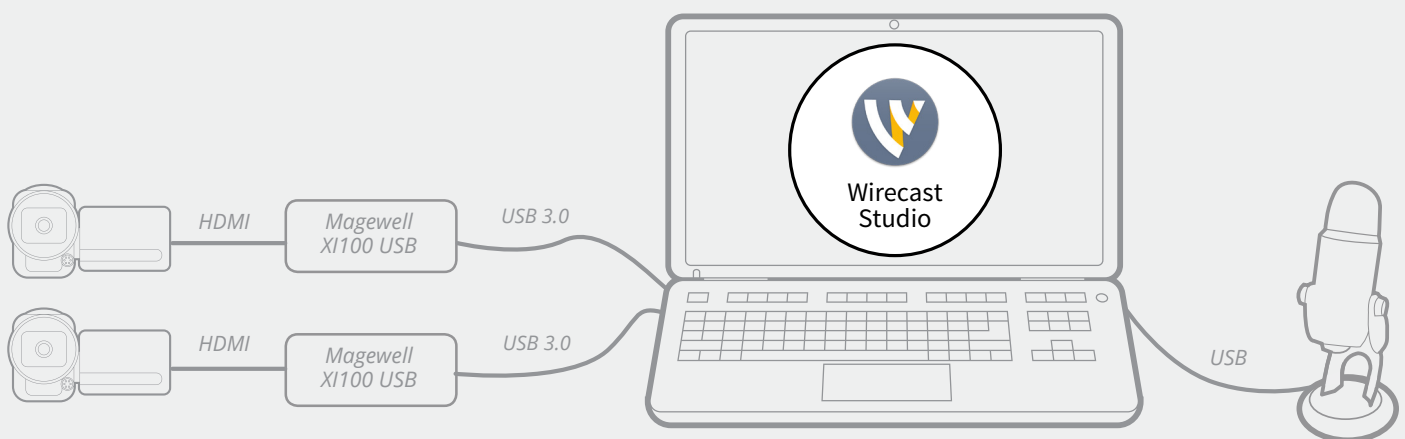 Wirecast
Studio
HDMI
Magewell
XI100 USB
USB 3.0
HDMI
Magewell
XI100 USB
USB 3.0
USB